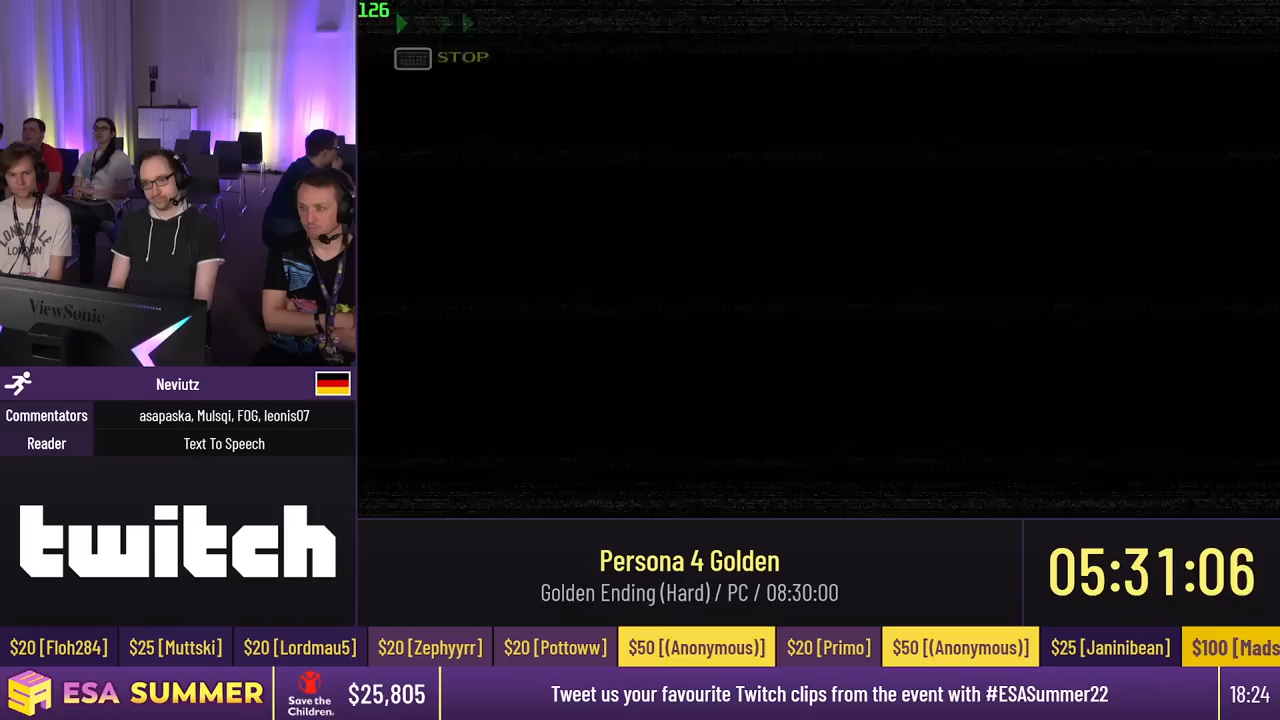 126
STOP
LONSDALE
LONDON
ViewSonic
Neviutz
Commentators
asapaska, Mulsqi, FOG, leonis07
Reader
Text To Speech
twitch
Persona 4 Golden
Golden Ending (Hard) / PC / 08:30:00
05:31:06
$20 [Floh284]
$25 [Muttski]
$20 [Lordmau5]
$20 [Zephyyrr]
$20 [Pottoww]
$50 [(Anonymous)]
$20 [Primo]
$50 [(Anonymous)]
$25 [Janinibean]
$100 [Mads
ESA SUMMER
Save the
Children.
$25,805
Tweet us your favourite Twitch clips from the event with #ESASummer22
18:24